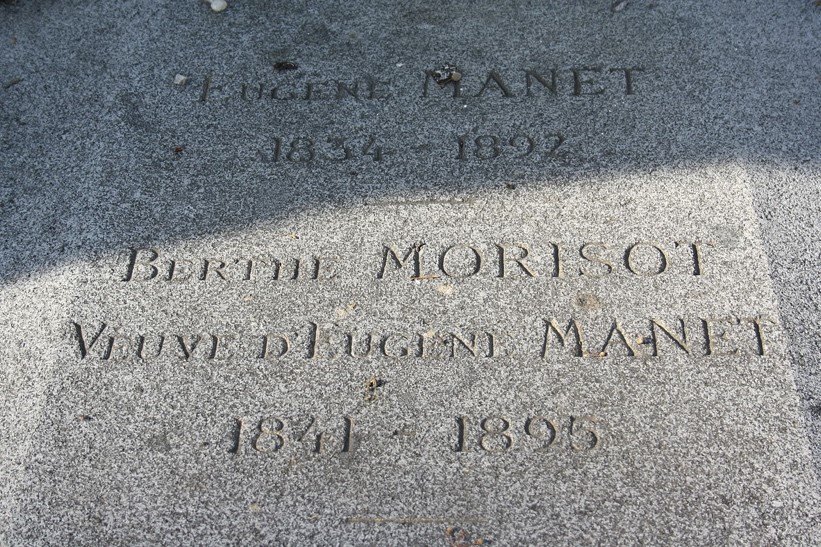 EUGÈNE MANET
1834 - 1892
BERTHE MORISOT
VEUVE D'EUGÈNE MANET
1841 - 1895